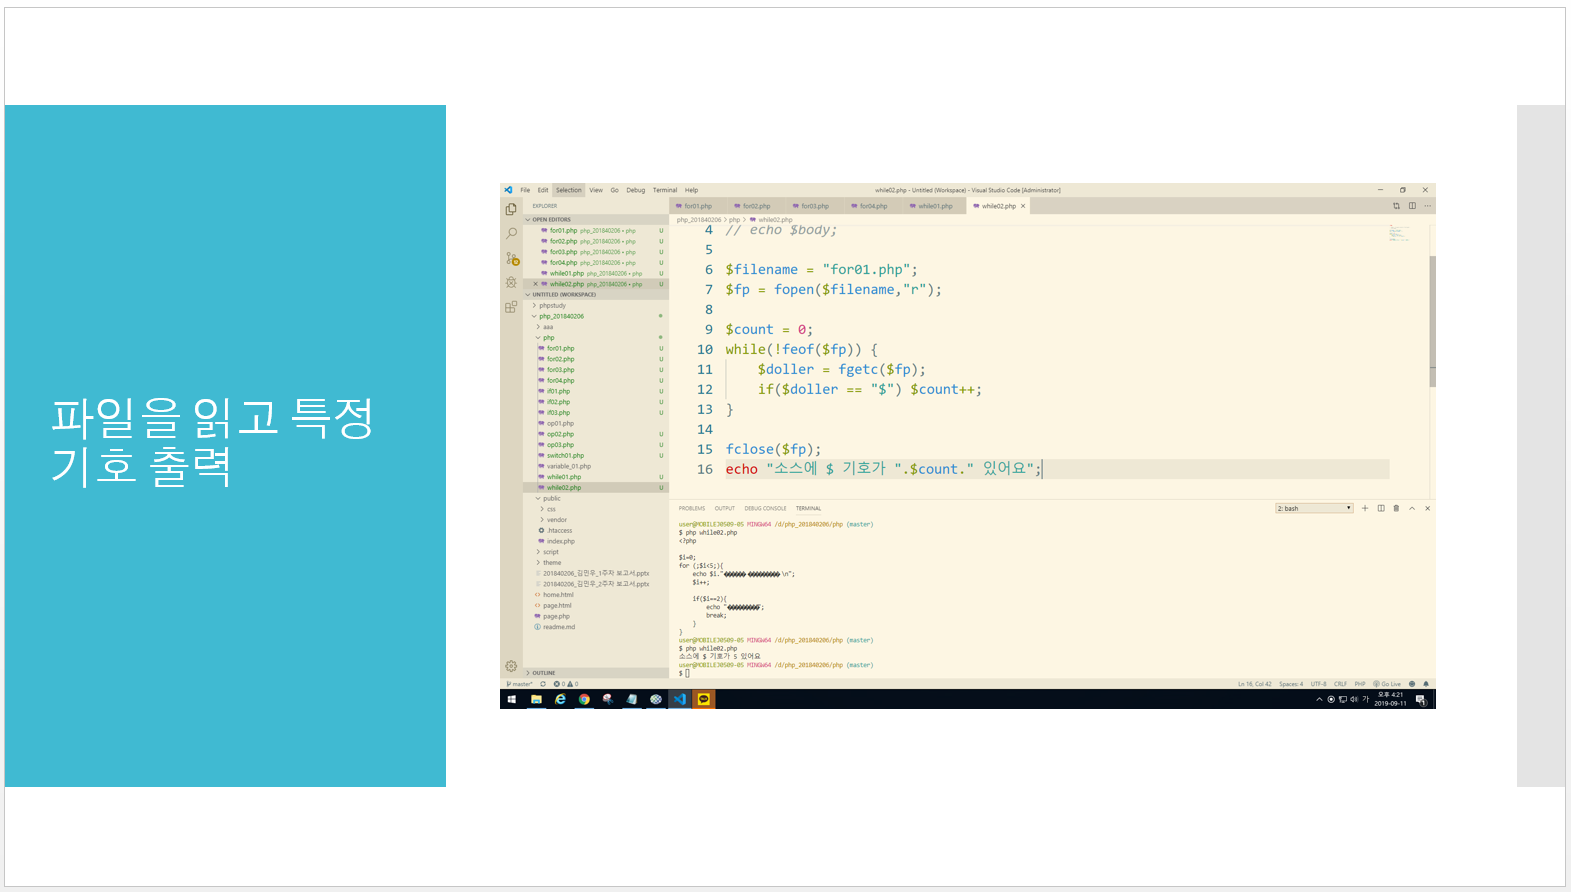 파일을 읽고 특정
기호 출력
File Edit Selection View Go Debug Terminal Help
while02.php - Untitled (Workspace) - Visual Studio Code [Administrator]
EXPLORER
OPEN EDITORS
for01.php php_201840206 • php U
for02.php php_201840206 • php U
for03.php php_201840206 • php U
for04.php php_201840206 • php U
while01.php php_201840206 • php U
while02.php php_201840206 • php U
UNTITLED (WORKSPACE)
phpstudy
php_201840206
aaa
php
for01.php U
for02.php U
for03.php U
for04.php U
if01.php U
if02.php U
if03.php U
op01.php
op02.php U
op03.php U
switch01.php U
variable_01.php
while01.php U
while02.php U
public
css
vendor
.htaccess
index.php
script
theme
201840206_김민우_1주차 보고서.pptx
201840206_김민우_2주차 보고서.pptx
home.html
page.html
page.php
readme.md
OUTLINE
for01.php for02.php for03.php for04.php while01.php while02.php
php_201840206 > php > while02.php
4 // echo $body;
5
6 $filename = "for01.php";
7 $fp = fopen($filename,"r");
8
9 $count = 0;
10 while(!feof($fp)) {
11 $doller = fgetc($fp);
12 if($doller == "$") $count++;
13 }
14
15 fclose($fp);
16 echo "소스에 $ 기호가 ".$count." 있어요";
PROBLEMS OUTPUT DEBUG CONSOLE TERMINAL
2: bash
user@MOBILEJ0509-05 MINGW64 /d/php_201840206/php (master)
$ php while02.php
<?php
$i=0;
for (;$i<5;){
echo $i."������ ���������\n";
$i++;
if($i==2){
echo "���������";
break;
}
}
user@MOBILEJ0509-05 MINGW64 /d/php_201840206/php (master)
$ php while02.php
소스에 $ 기호가 5 있어요
user@MOBILEJ0509-05 MINGW64 /d/php_201840206/php (master)
$
master* 0 0
Ln 16, Col 42 Spaces: 4 UTF-8 CRLF PHP Go Live
가
오후 4:21
2019-09-11